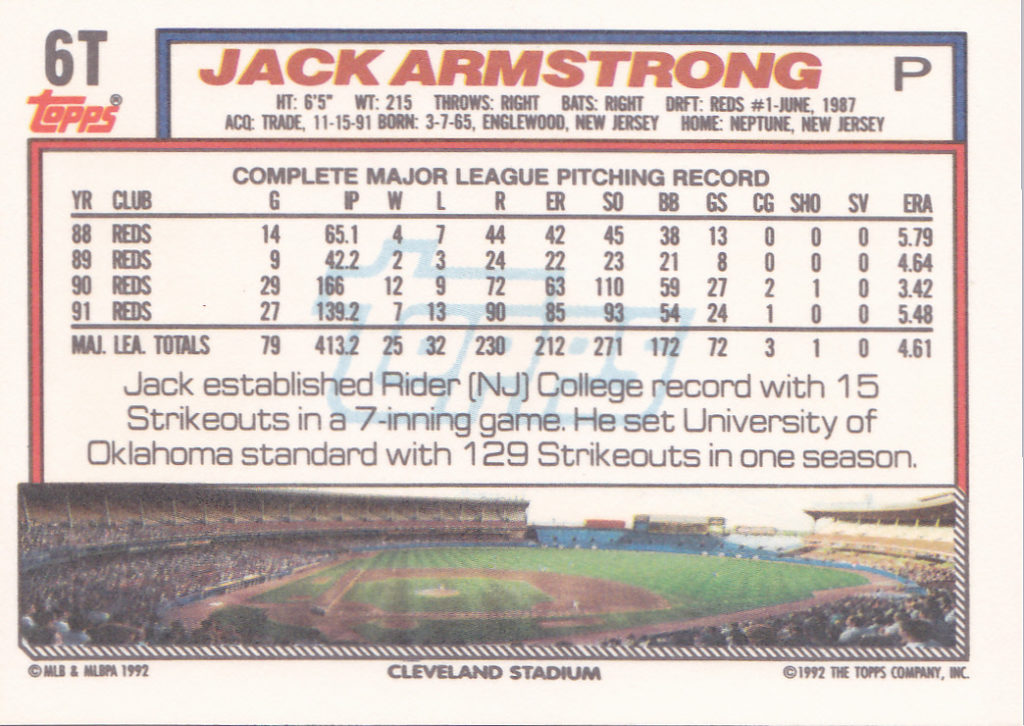 6T
Topps®
JACK ARMSTRONG P
HT: 6'5" WT: 215 THROWS: RIGHT BATS: RIGHT DRFT: REDS #1-JUNE, 1987
ACQ: TRADE, 11-15-91 BORN: 3-7-65, ENGLEWOOD, NEW JERSEY HOME: NEPTUNE, NEW JERSEY
COMPLETE MAJOR LEAGUE PITCHING RECORD
YR CLUB G IP W L R ER SO BB GS CG SHO SV ERA
88 REDS 14 65.1 4 7 44 42 45 38 13 0 0 0 5.79
89 REDS 9 42.2 2 3 24 22 23 21 8 0 0 0 4.64
90 REDS 29 166 12 9 72 63 110 59 27 2 1 0 3.42
91 REDS 27 139.2 7 13 90 85 93 54 24 1 0 0 5.48
MAJ. LEA. TOTALS 79 413.2 25 32 230 212 271 172 72 3 1 0 4.61
Topps
Jack established Rider (NJ) College record with 15
Strikeouts in a 7-inning game. He set University of
Oklahoma standard with 129 Strikeouts in one season.
© MLB & MLBPA 1992 CLEVELAND STADIUM ©1992 THE TOPPS COMPANY, INC.